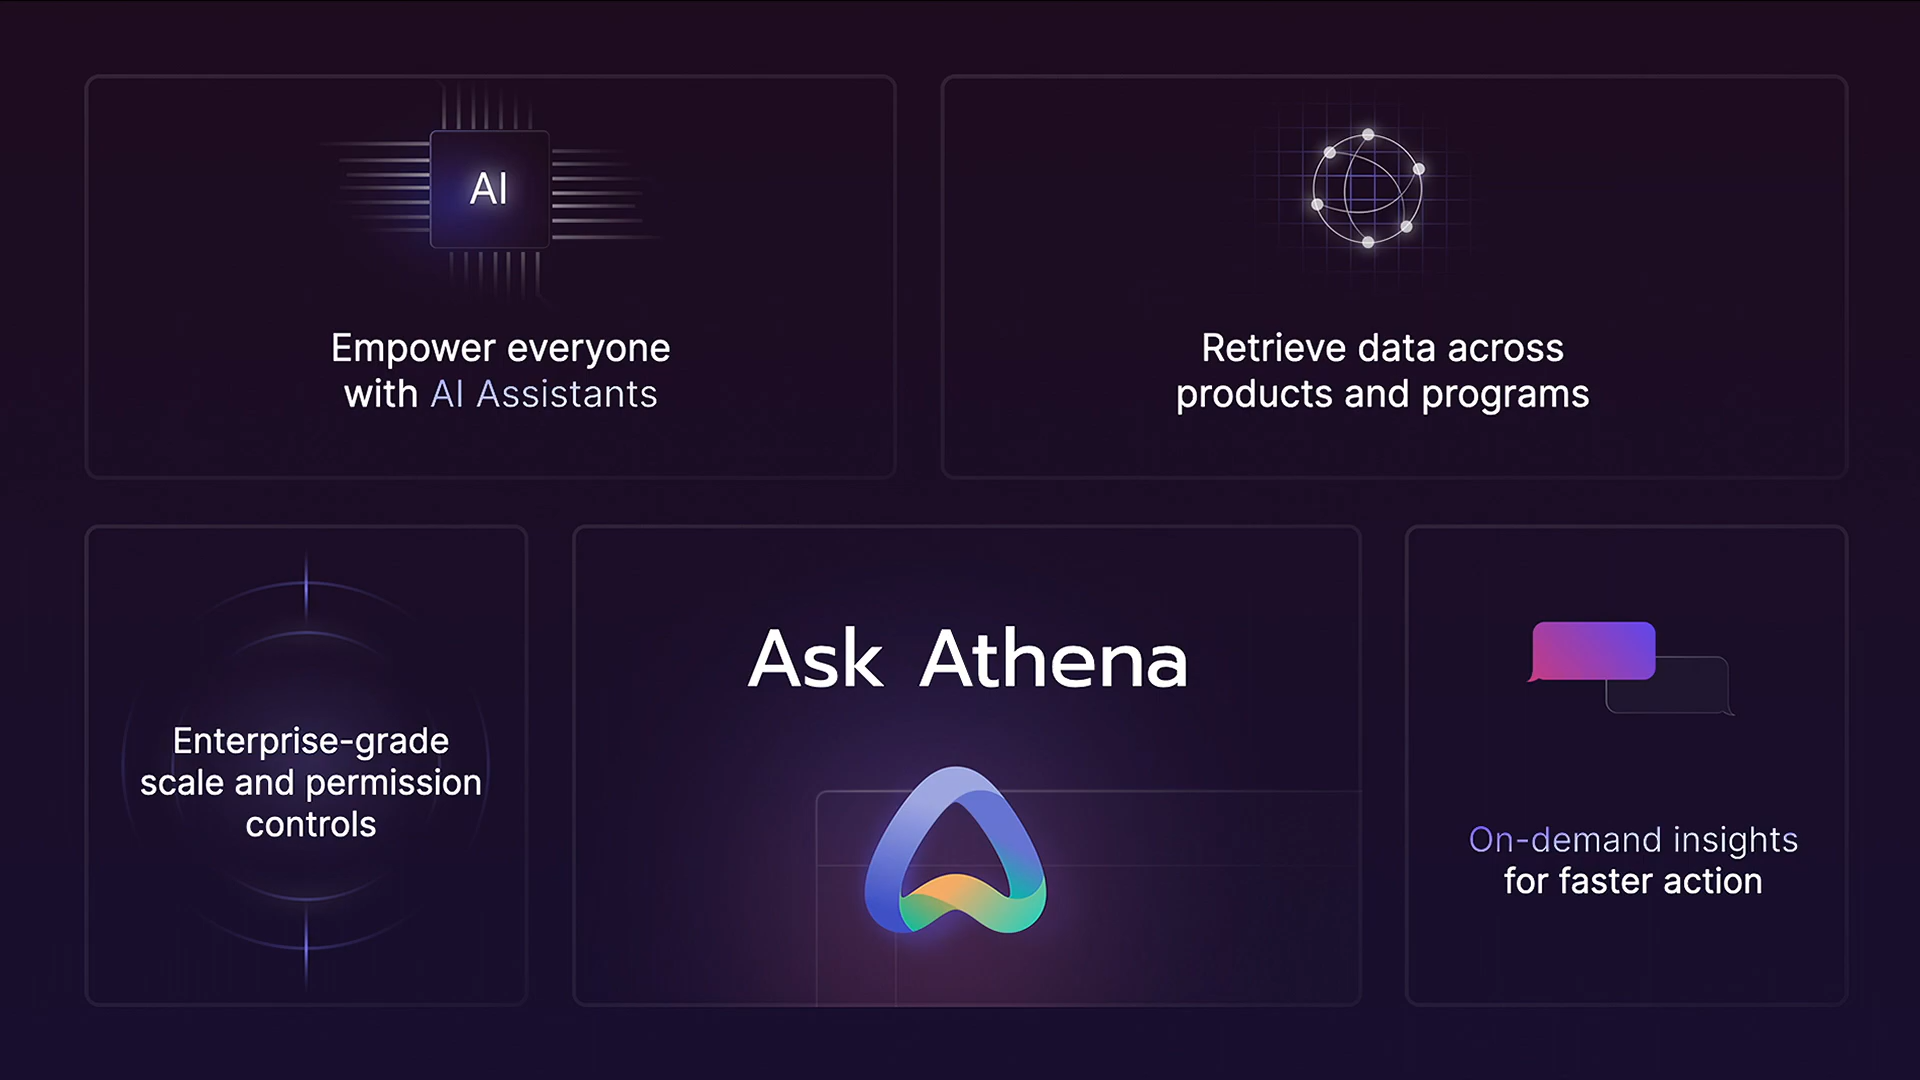 AI
Empower everyone
with AI Assistants
Retrieve data across
products and programs
Enterprise-grade
scale and permission
controls
Ask Athena
On-demand insights
for faster action